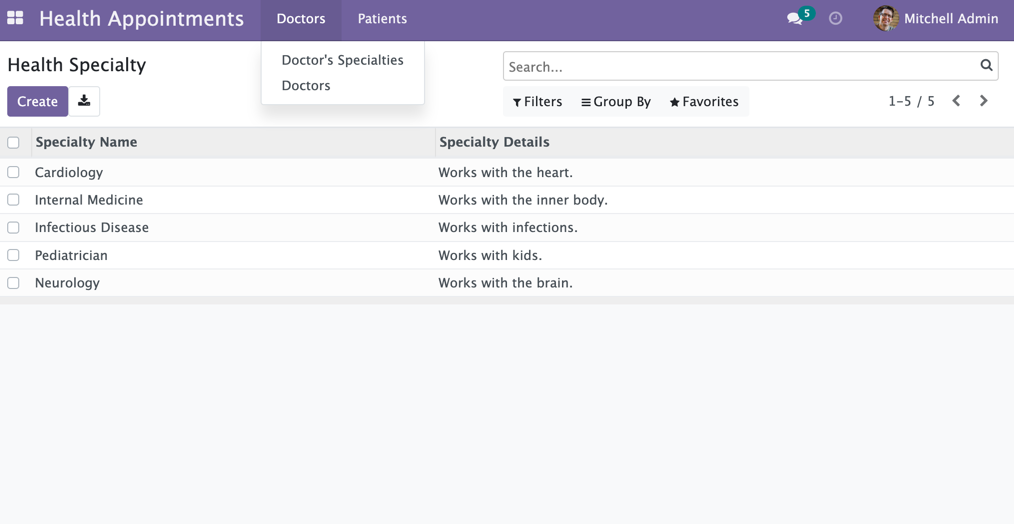 Health Appointments Doctors Patients 5 Mitchell Admin
Doctor's Specialties
Doctors
Health Specialty
Search...
Create
Filters Group By Favorites 1-5 / 5
Specialty Name Specialty Details
Cardiology Works with the heart.
Internal Medicine Works with the inner body.
Infectious Disease Works with infections.
Pediatrician Works with kids.
Neurology Works with the brain.